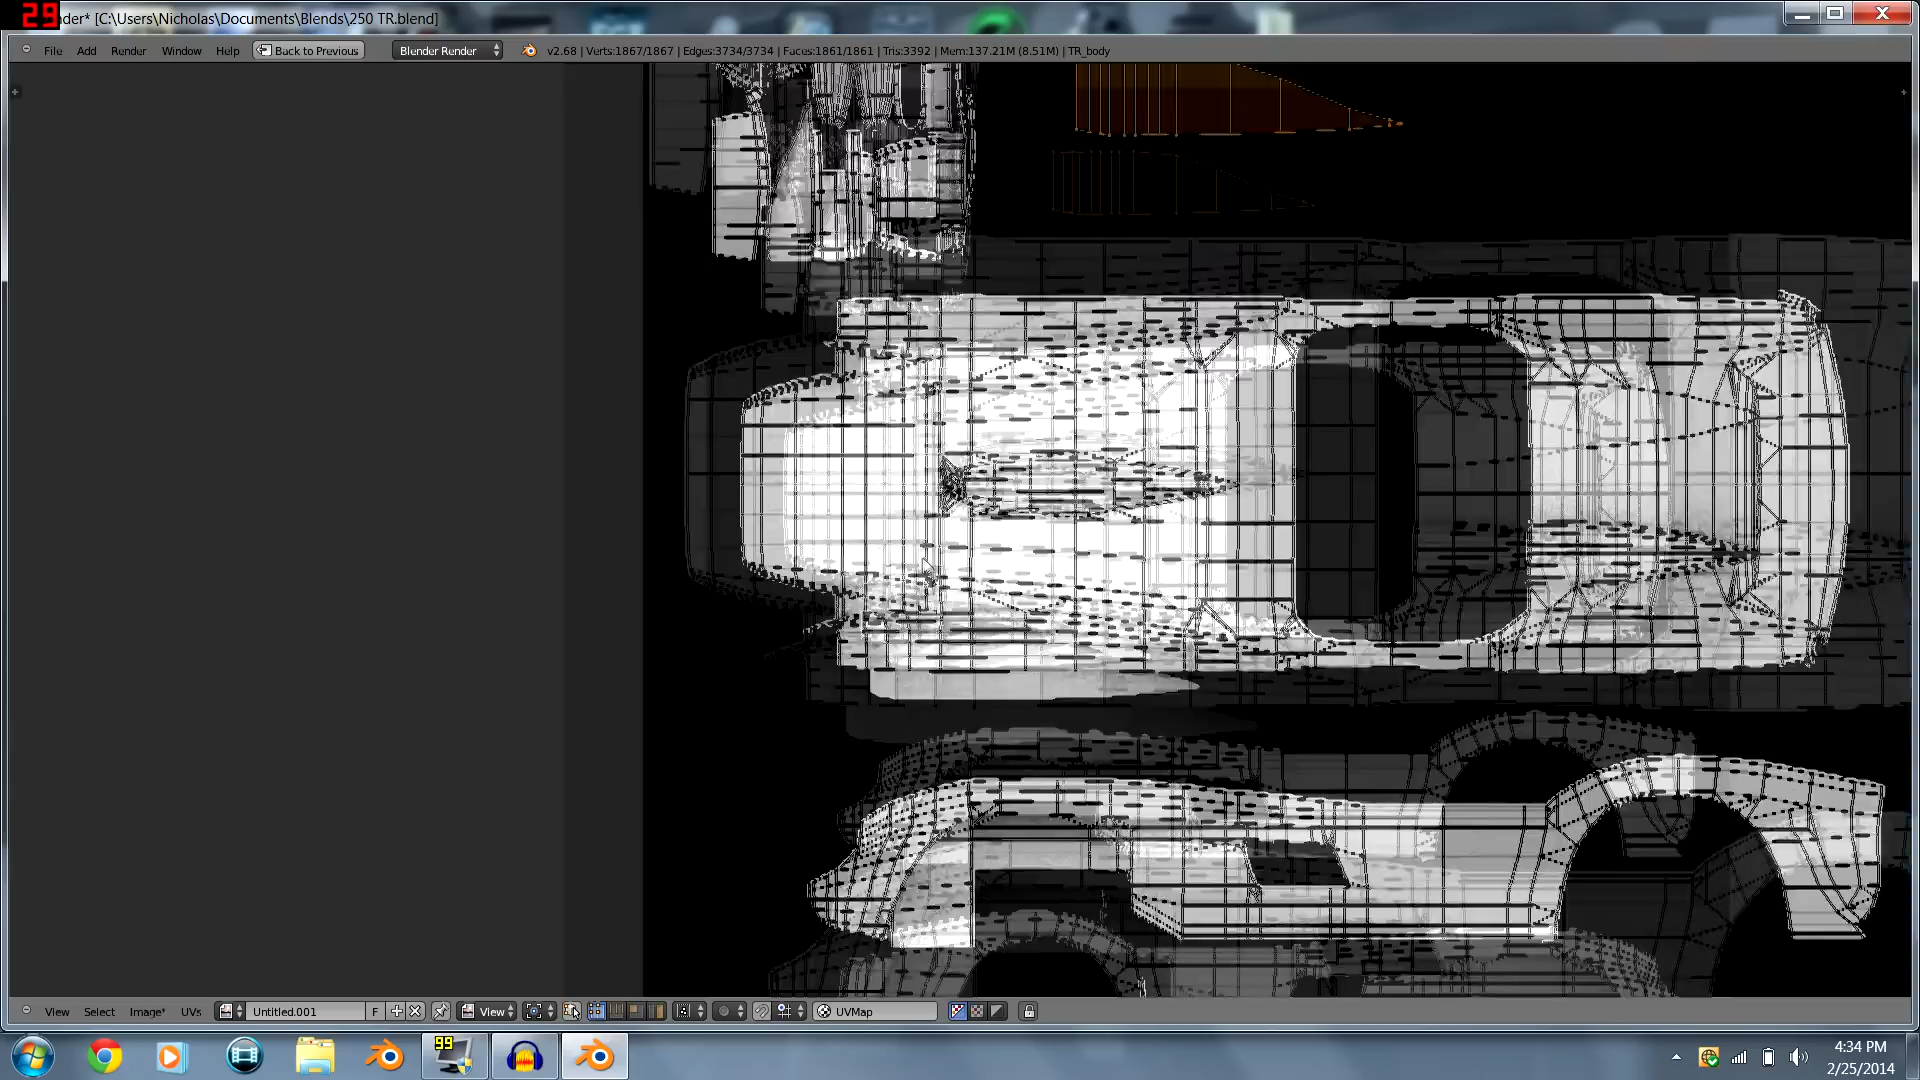 29
nder* [C:\Users\Nicholas\Documents\Blends\250 TR.blend]
File Add Render Window Help Back to Previous Blender Render v2.68 | Verts:1867/1867 | Edges:3734/3734 | Faces:1861/1861 | Tris:3392 | Mem:137.21M (8.51M) | TR_body
View Select Image* UVs Untitled.001 F View UVMap
99
4:34 PM
2/25/2014